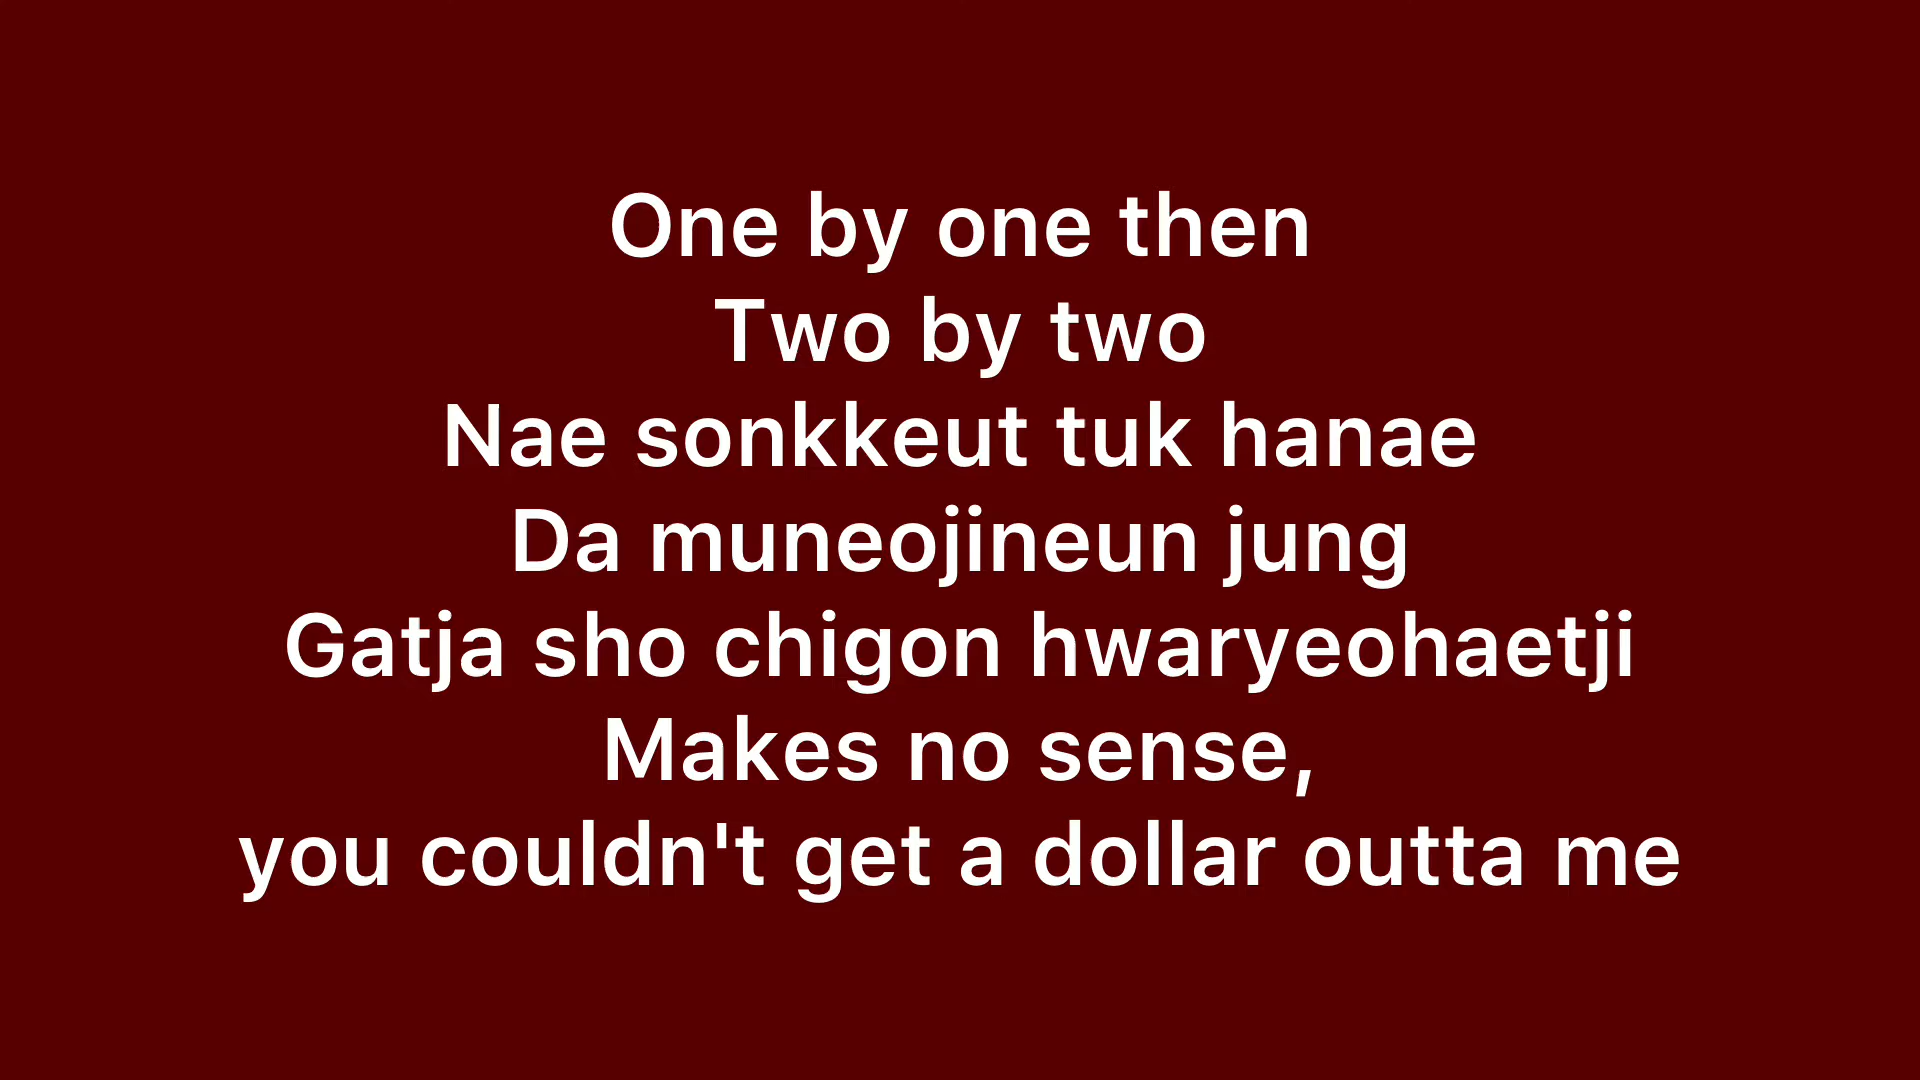 One by one then
Two by two
Nae sonkkeut tuk hanae
Da muneojineun jung
Gatja sho chigon hwaryeohaetji
Makes no sense,
you couldn't get a dollar outta me